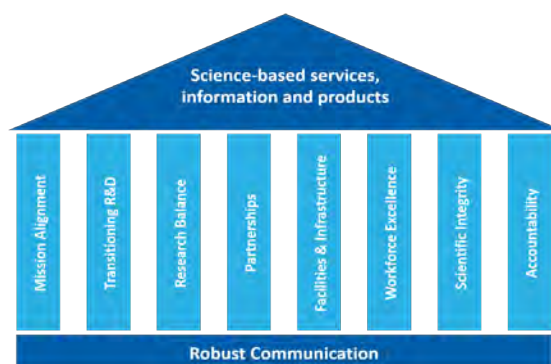 Science-based services,
information and products
Mission Alignment
Transitioning R&D
Research Balance
Partnerships
Facilities & Infrastructure
Workforce Excellence
Scientific Integrity
Accountability
Robust Communication